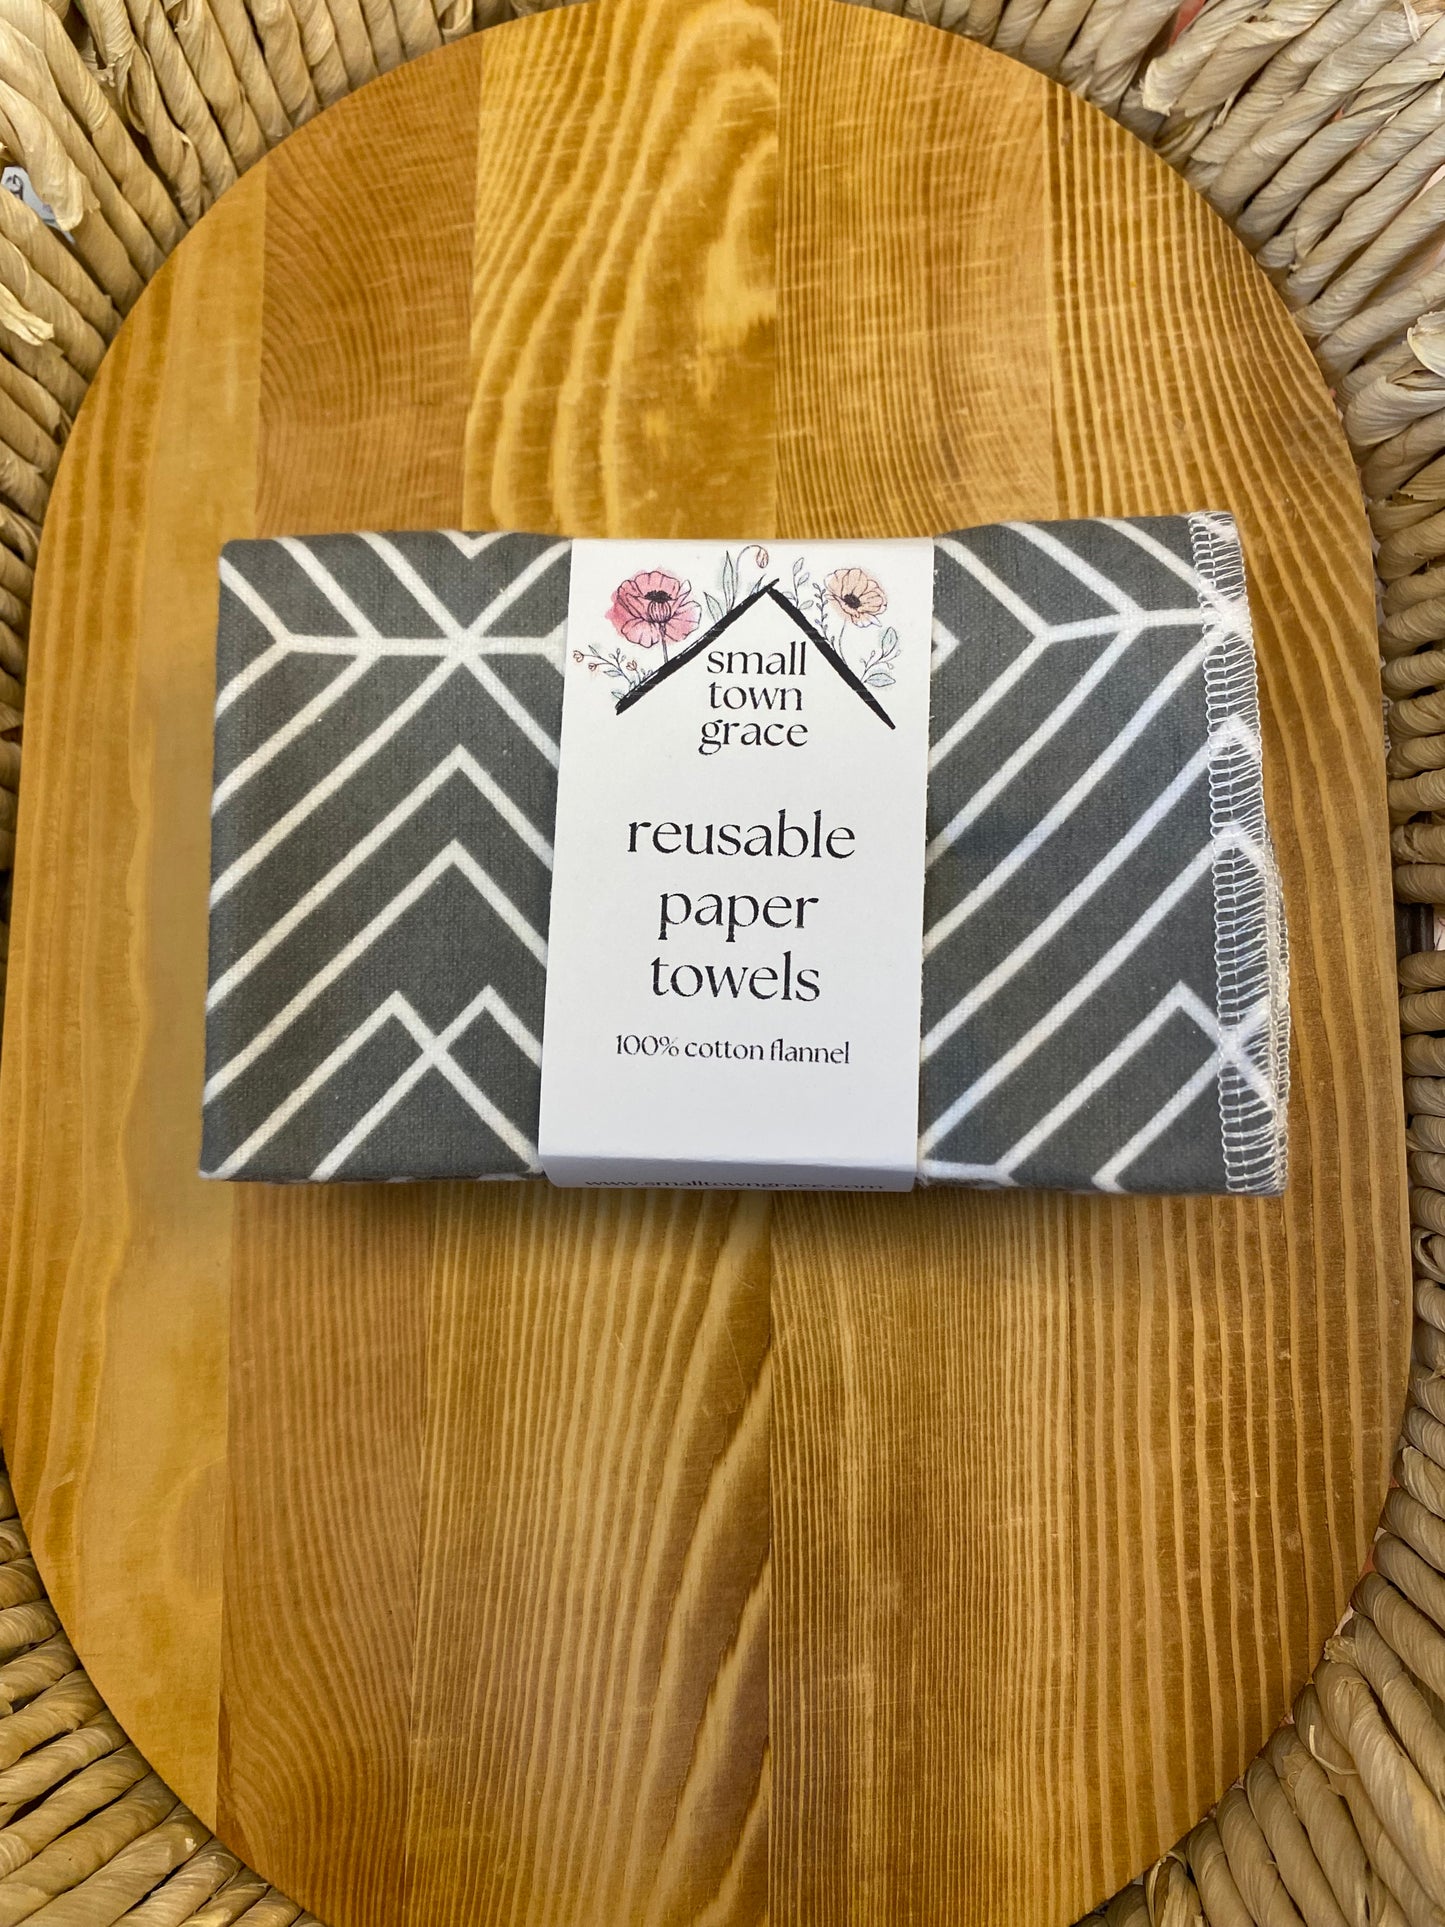 small
town
grace
reusable
paper
towels
100% cotton flannel
www.smalltowngrace.com